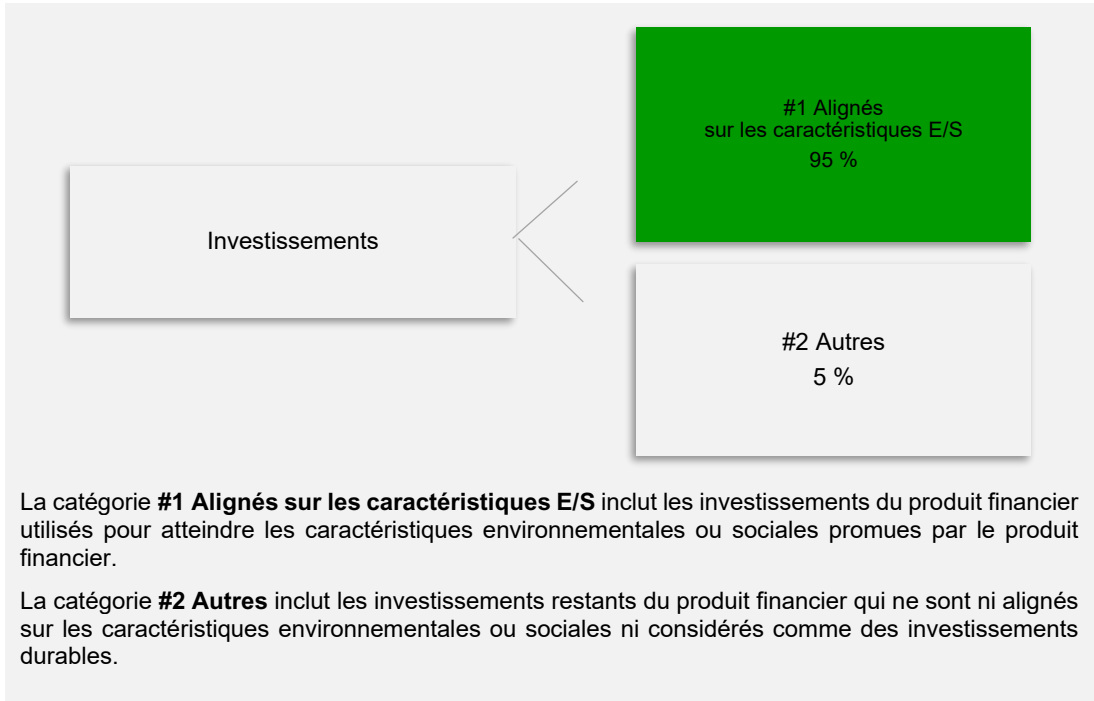 #1 Alignés
sur les caractéristiques E/S
95 %
Investissements
#2 Autres
5 %
La catégorie #1 Alignés sur les caractéristiques E/S inclut les investissements du produit financier
utilisés pour atteindre les caractéristiques environnementales ou sociales promues par le produit
financier.
La catégorie #2 Autres inclut les investissements restants du produit financier qui ne sont ni alignés
sur les caractéristiques environnementales ou sociales ni considérés comme des investissements
durables.